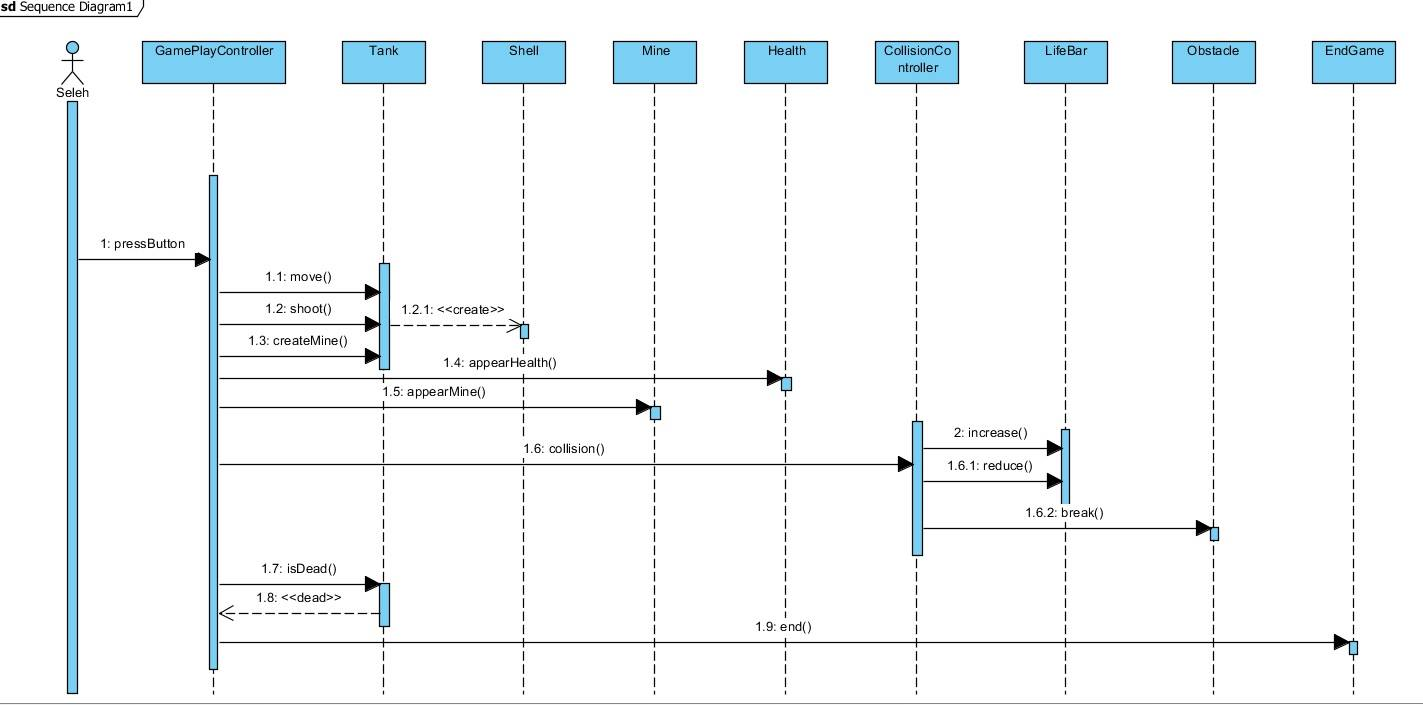 sd Sequence Diagram1
Seleh
GamePlayController
Tank
Shell
Mine
Health
CollisionCo
ntroller
LifeBar
Obstacle
EndGame
1: pressButton
1.1: move()
1.2: shoot()
1.2.1: <<create>>
1.3: createMine()
1.4: appearHealth()
1.5: appearMine()
2: increase()
1.6: collision()
1.6.1: reduce()
1.6.2: break()
1.7: isDead()
1.8: <<dead>>
1.9: end()